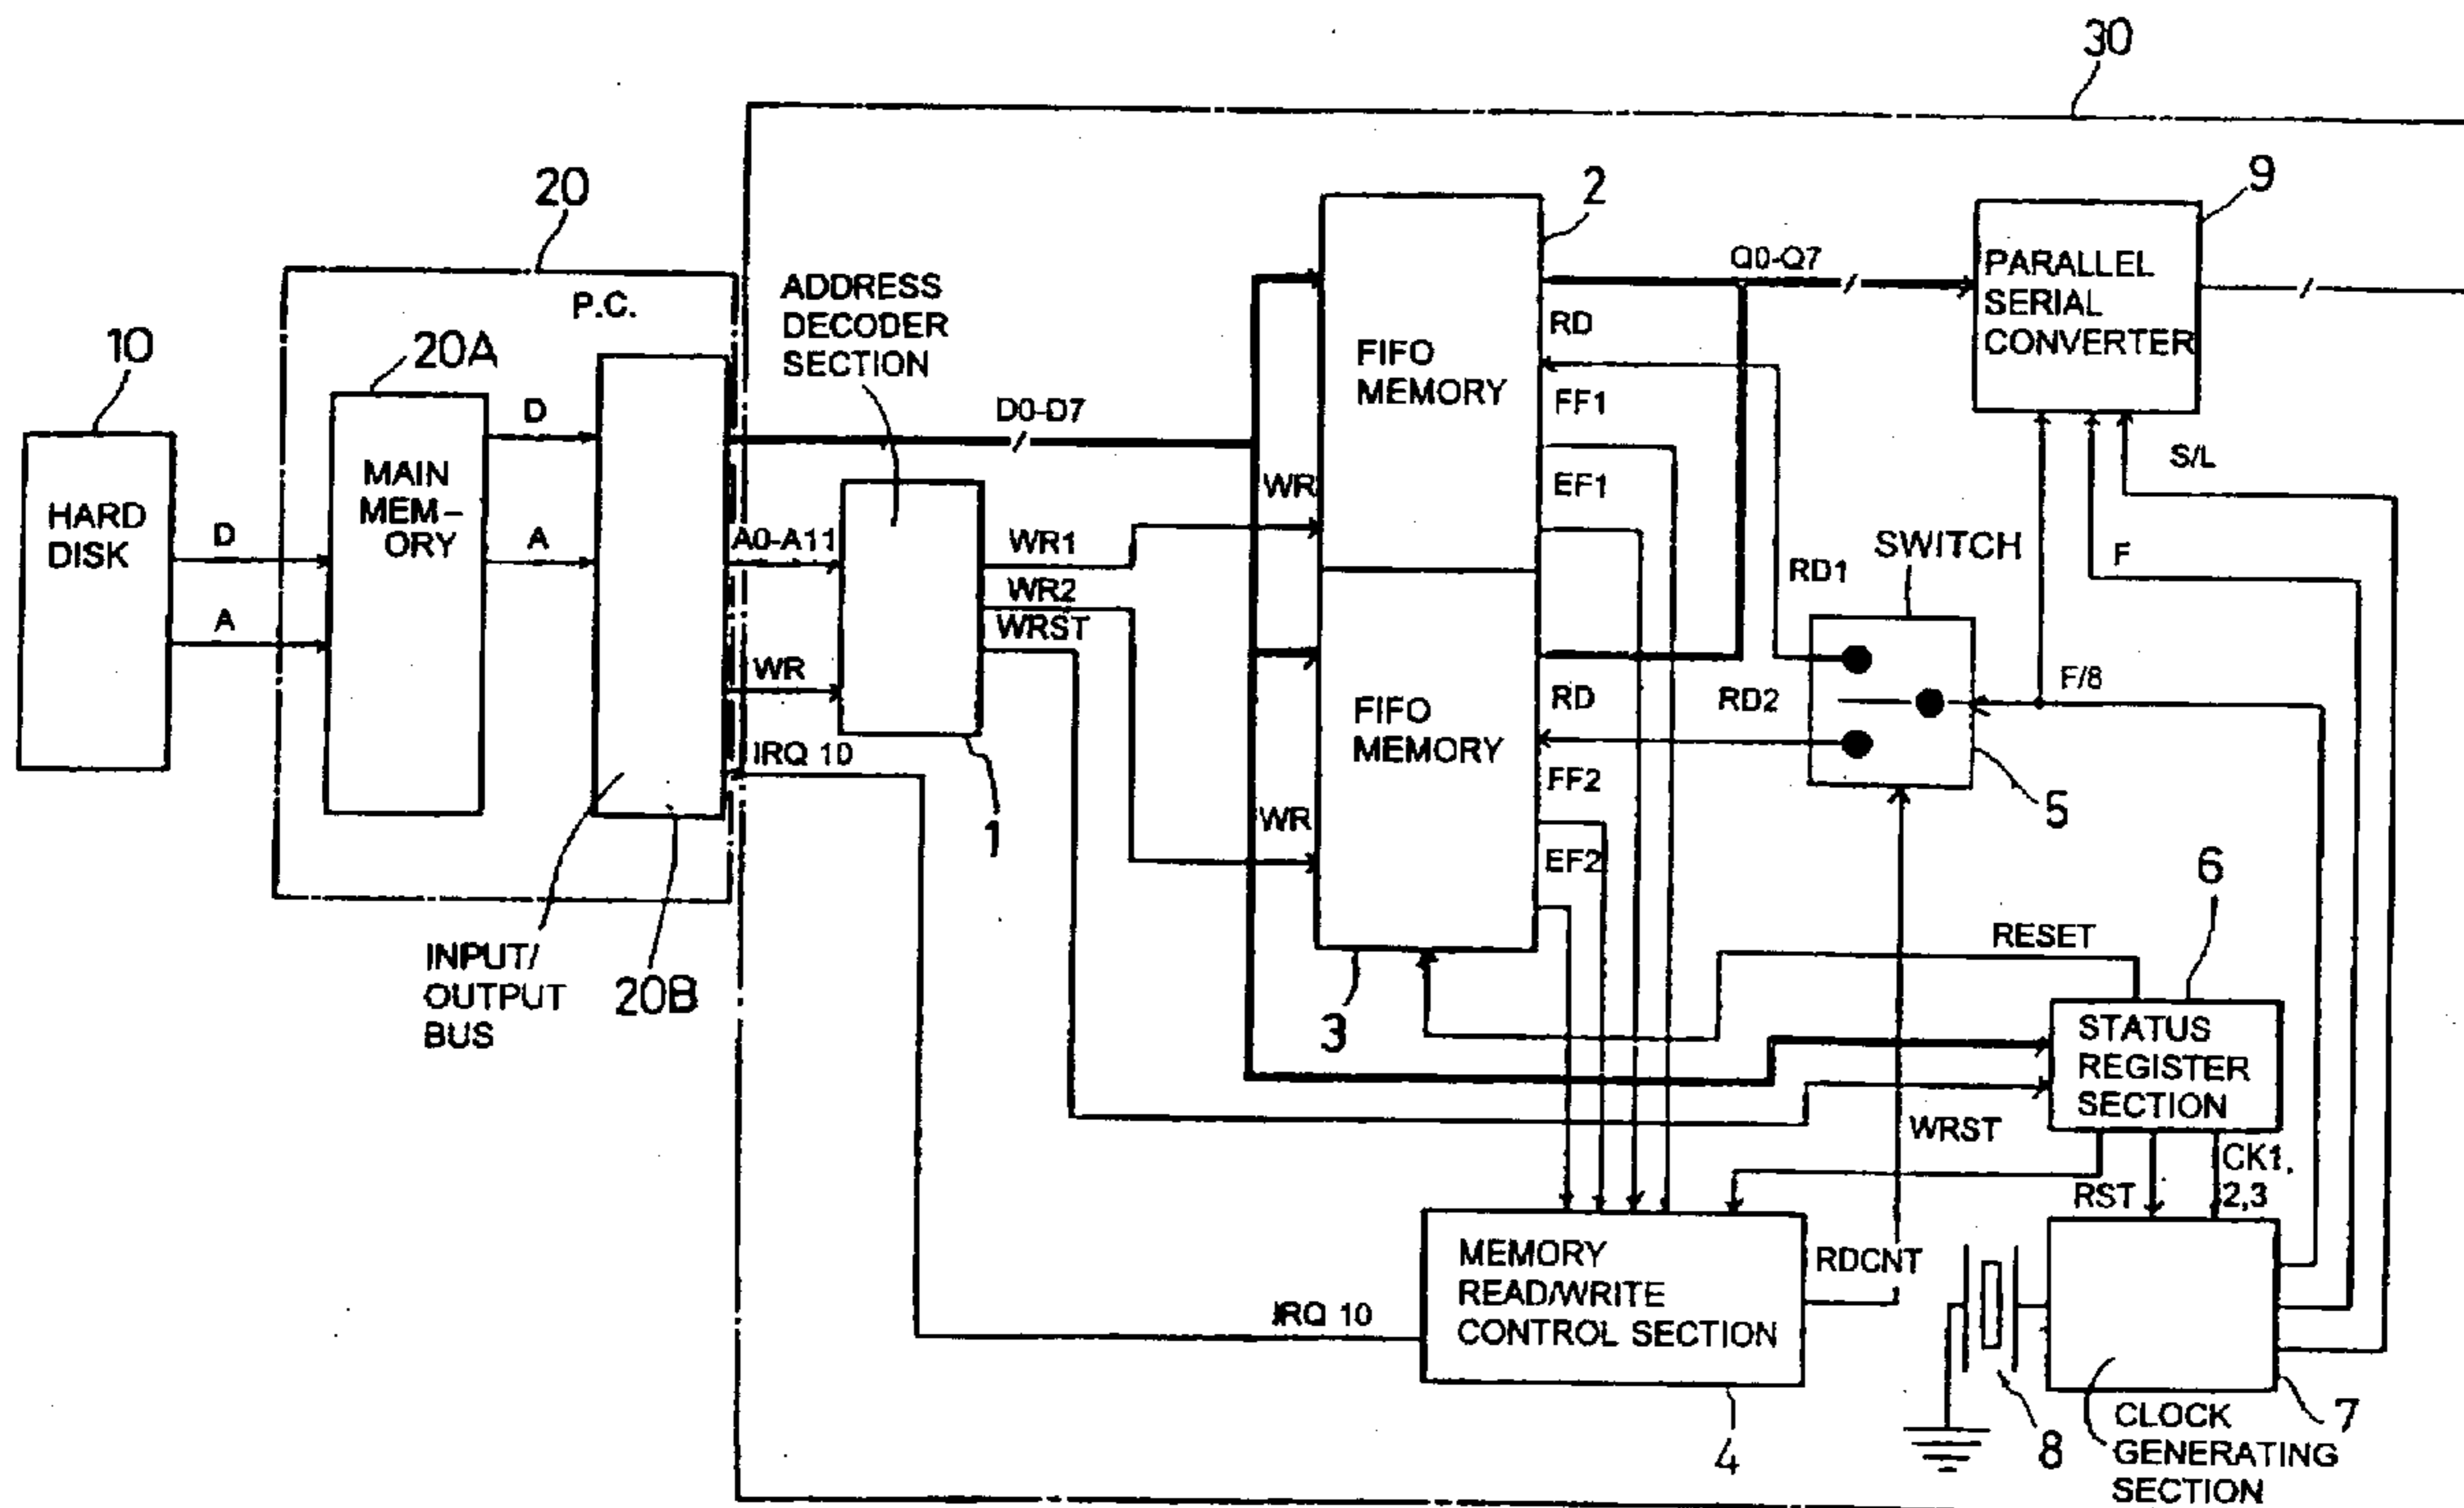 30
20
2
9
P.C.
ADDRESS
DECODER
SECTION
Q0-Q7
PARALLEL
SERIAL
CONVERTER
10
20A
RD
FIFO
MEMORY
D
D0-D7
FF1
MAIN
MEM-
ORY
WR
EF1
S/L
HARD
DISK
D
A
A0-A11
WR1
SWITCH
F
WR2
RD1
A
WRST
WR
RD
RD2
F/8
FIFO
MEMORY
IRQ 10
FF2
1
WR
5
EF2
6
INPUT/
OUTPUT
BUS
20B
RESET
3
STATUS
REGISTER
SECTION
WRST
CK1,
2,3
RST
MEMORY
READ/WRITE
CONTROL SECTION
RDCNT
IRQ 10
4
8
7
CLOCK
GENERATING
SECTION